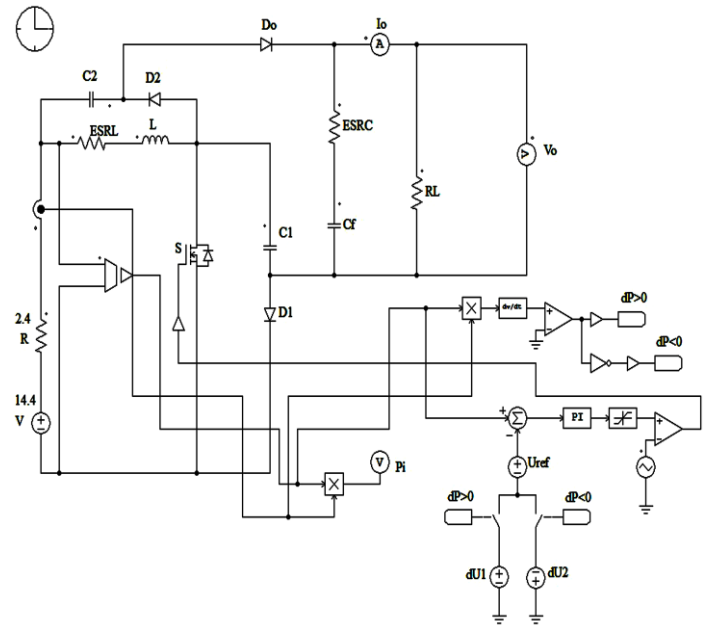 Do
Io
A
C2
D2
ESRL
L
ESRC
V
Vo
RL
C1
Cf
S
dP>0
dv/dt
D1
2.4
R
dP<0
14.4
V
PI
Σ
V
Pi
Uref
dP>0
dP<0
dU1
dU2